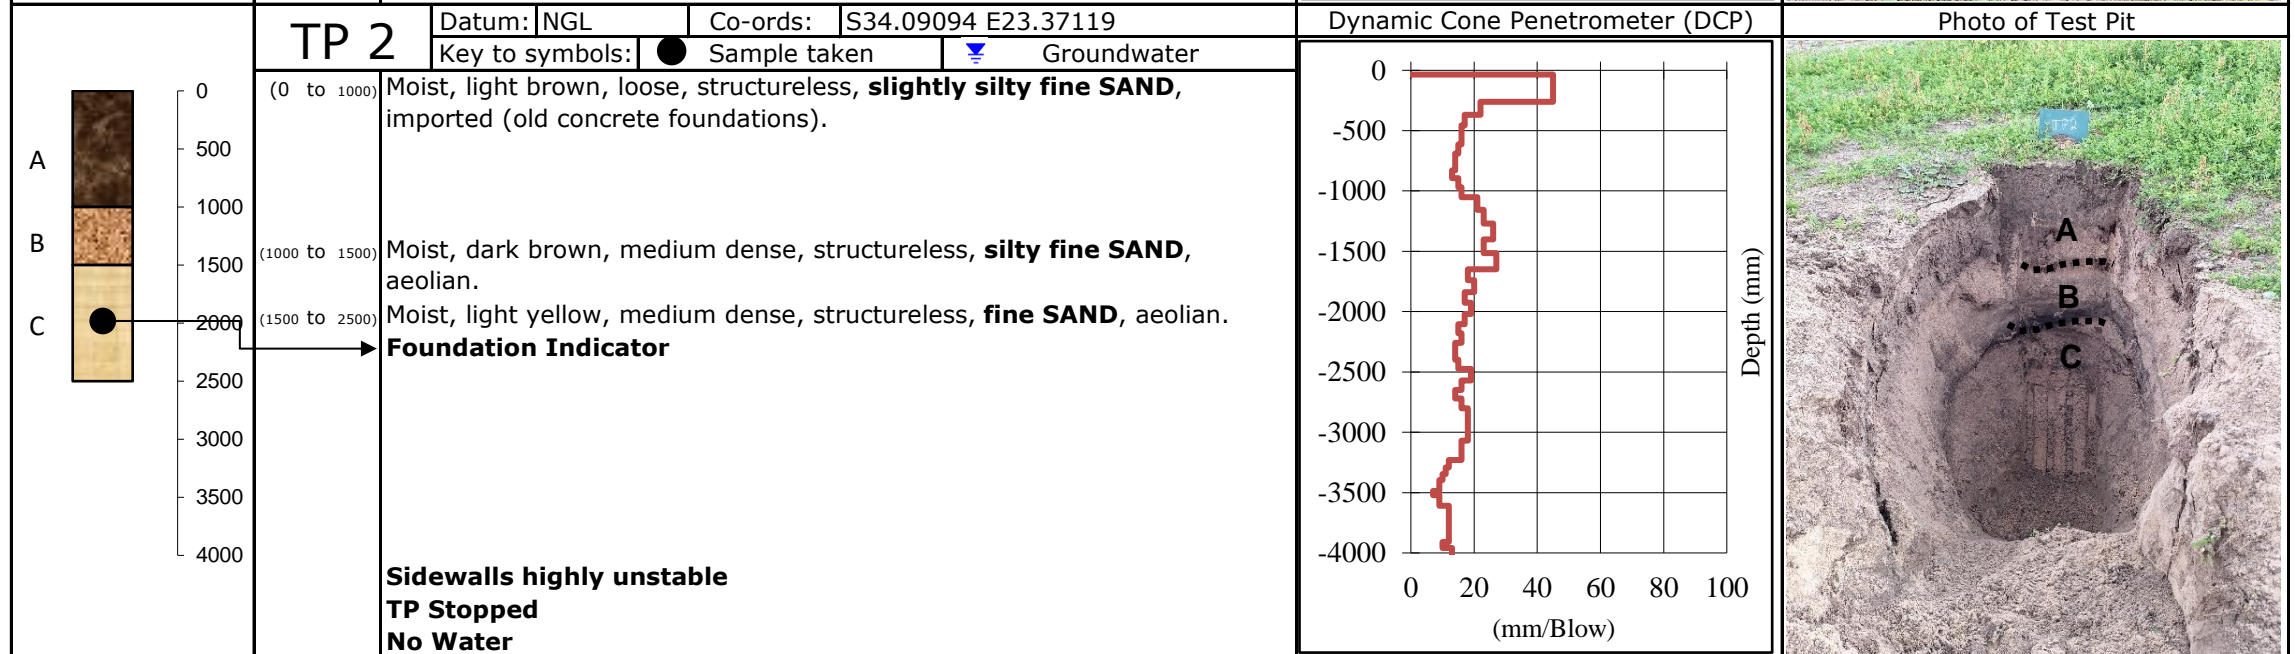 TP 2
Datum: NGL Co-ords: S34.09094 E23.37119
Key to symbols: Sample taken Groundwater
Dynamic Cone Penetrometer (DCP)
Photo of Test Pit
A
B
C
0
500
1000
1500
2000
2500
3000
3500
4000
(0 to 1000) Moist, light brown, loose, structureless, slightly silty fine SAND,
imported (old concrete foundations).
(1000 to 1500) Moist, dark brown, medium dense, structureless, silty fine SAND,
aeolian.
(1500 to 2500) Moist, light yellow, medium dense, structureless, fine SAND, aeolian.
Foundation Indicator
Sidewalls highly unstable
TP Stopped
No Water
0
-500
-1000
-1500
-2000
-2500
-3000
-3500
-4000
0 20 40 60 80 100
(mm/Blow)
Depth (mm)
TP2
A
B
C